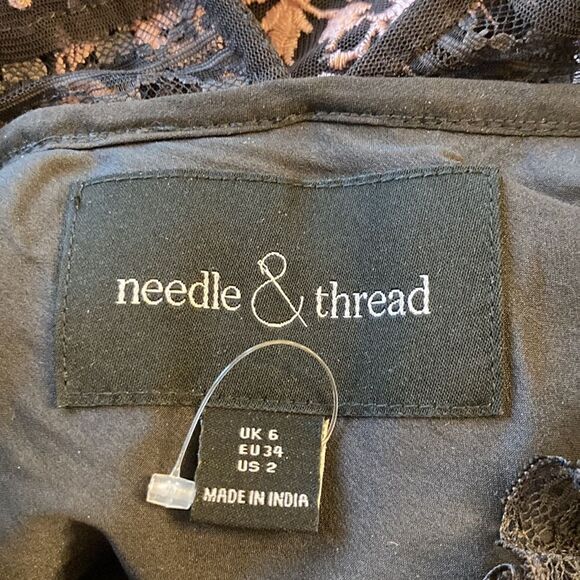 needle & thread
UK 6
EU 34
US 2
MADE IN INDIA